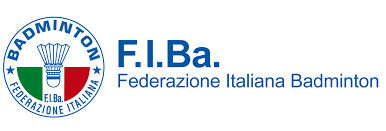 BADMINTON
F.I.Ba.
FEDERAZIONE ITALIANA
F.I.Ba.
Federazione Italiana Badminton